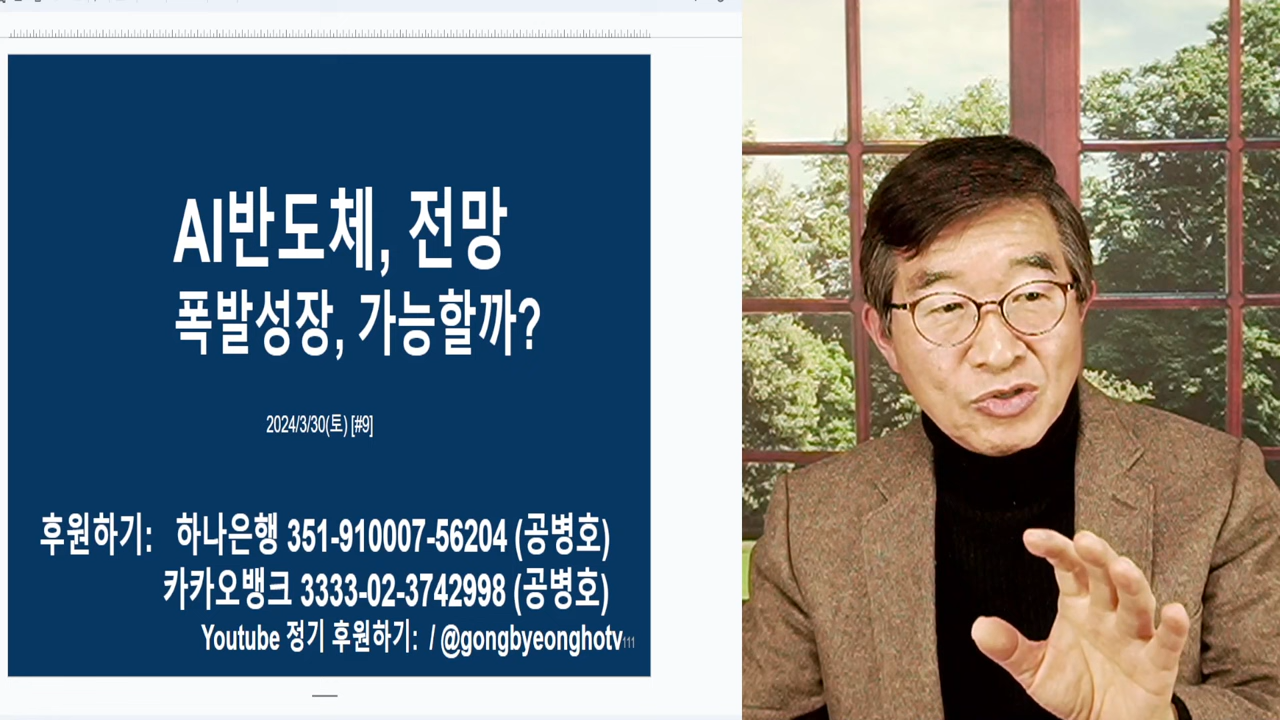 AI반도체, 전망
폭발성장, 가능할까?
2024/3/30(토) [#9]
후원하기: 하나은행 351-910007-56204 (공병호)
카카오뱅크 3333-02-3742998 (공병호)
Youtube 정기 후원하기: / @gongbyeonghotv
111